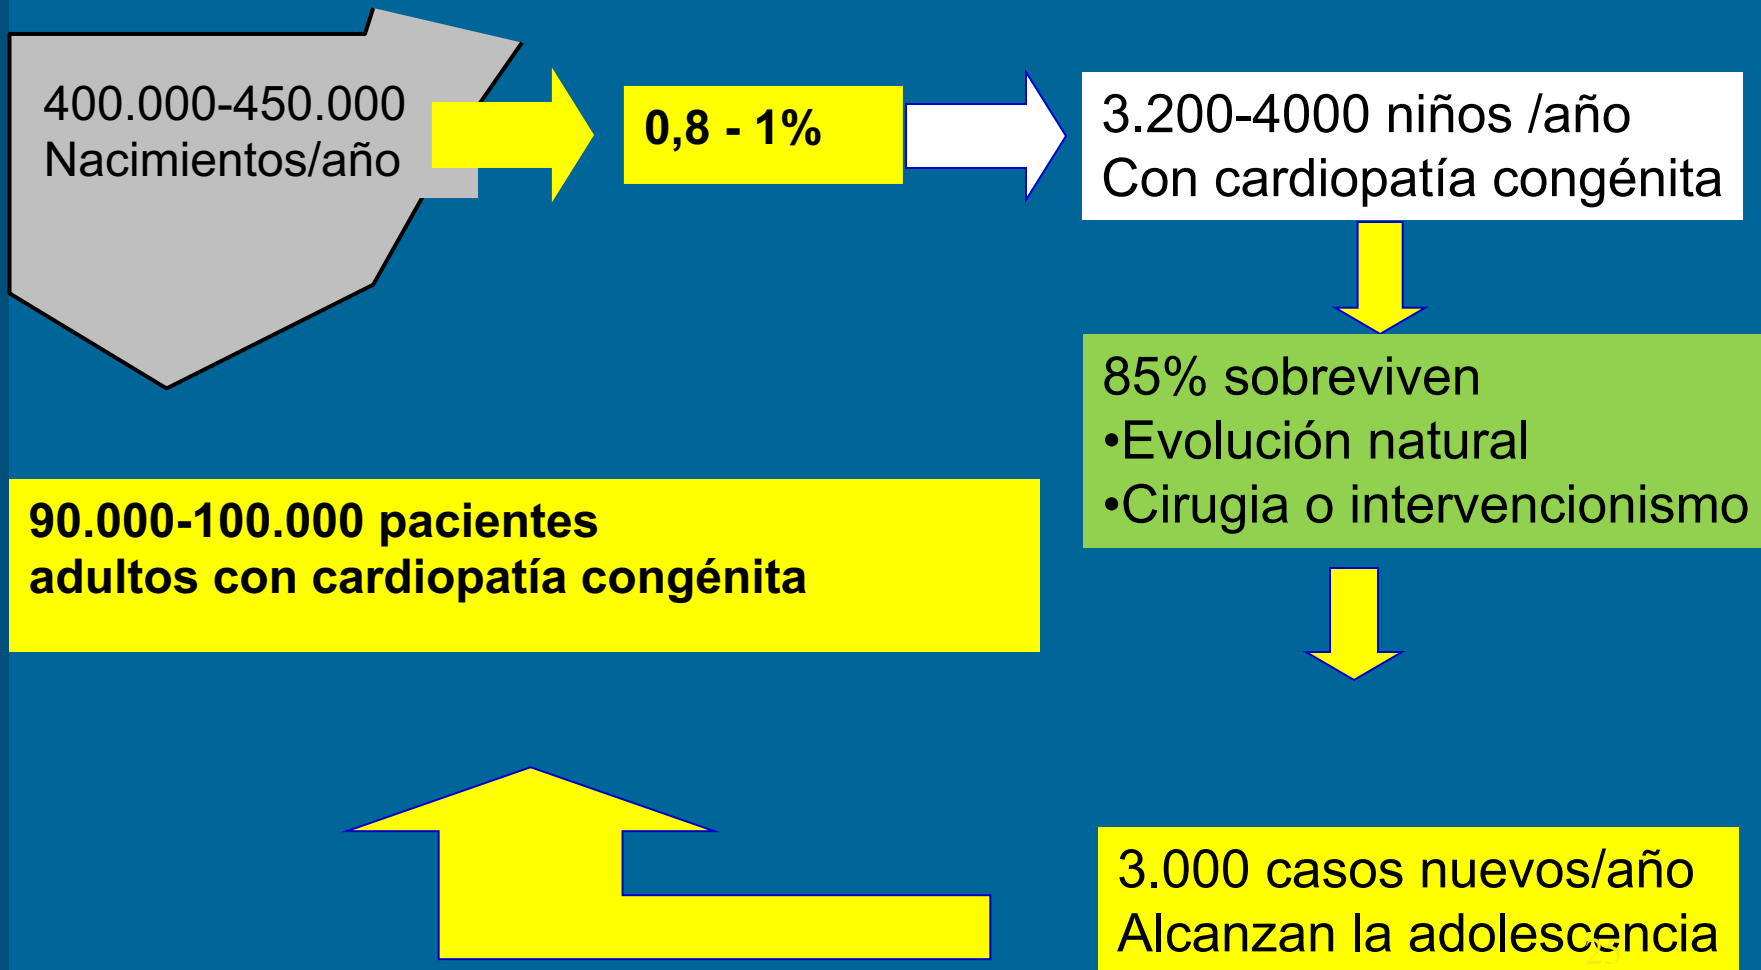 400.000-450.000
Nacimientos/año
0,8 - 1%
3.200-4000 niños /año
Con cardiopatía congénita
85% sobreviven
•Evolución natural
•Cirugia o intervencionismo
3.000 casos nuevos/año
Alcanzan la adolescencia
90.000-100.000 pacientes
adultos con cardiopatía congénita